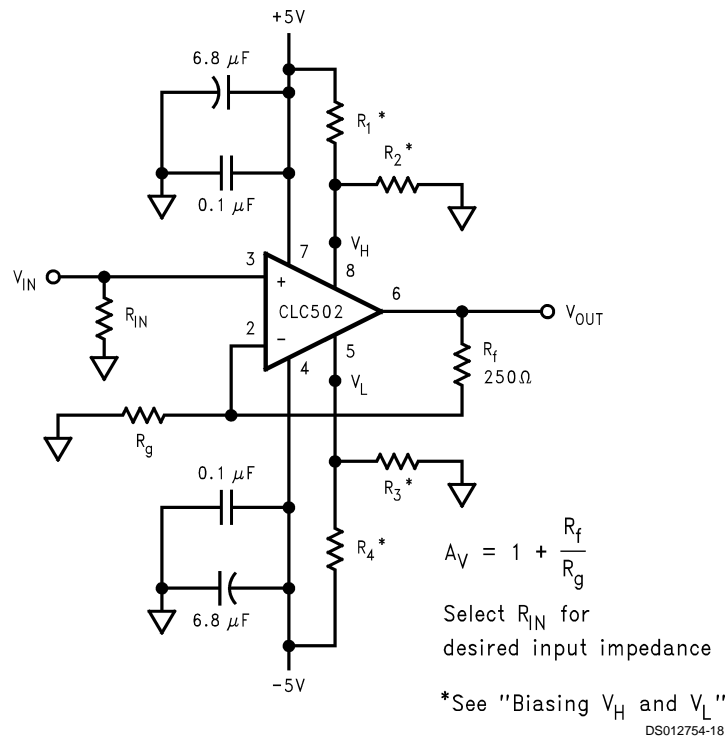 +5V
6.8 μF
R1*
R2*
0.1 μF
VH
7
8
3
VIN
+
CLC502
6
VOUT
RIN
2
−
4
5
Rf
250Ω
VL
Rg
0.1 μF
R3*
R4*
6.8 μF
−5V
AV = 1 + Rf/Rg
Select RIN for
desired input impedance
*See "Biasing VH and VL"
DS012754-18